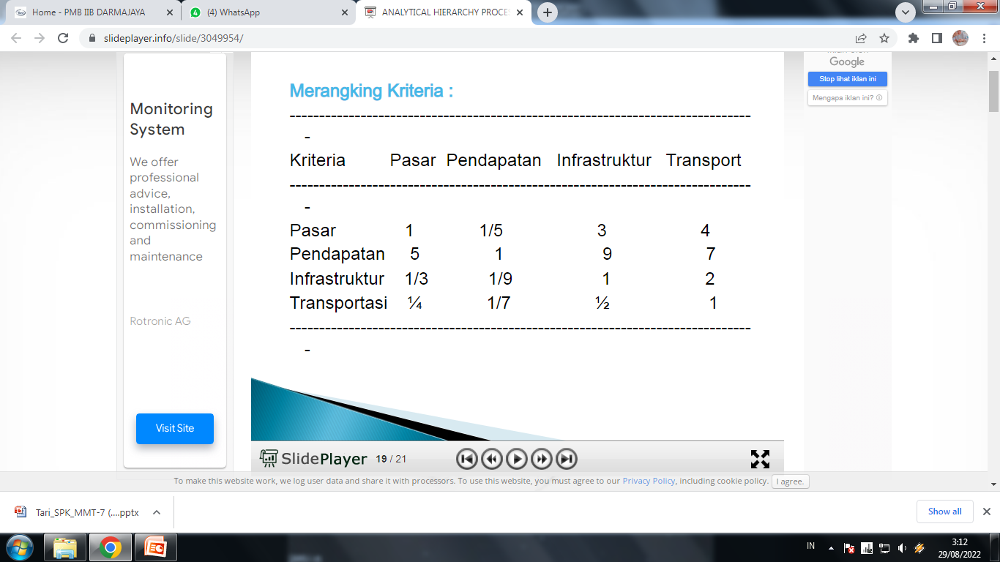 Home - PMB IIB DARMAJAYA
(4) WhatsApp
ANALYTICAL HIERARCHY PROCES
slideplayer.info/slide/3049954/
Monitoring
System
We offer
professional
advice,
installation,
commissioning
and
maintenance
Rotronic AG
Visit Site
Merangking Kriteria :
-------------------------------------------------------------------------------
-
Kriteria Pasar Pendapatan Infrastruktur Transport
-------------------------------------------------------------------------------
-
Pasar 1 1/5 3 4
Pendapatan 5 1 9 7
Infrastruktur 1/3 1/9 1 2
Transportasi ¼ 1/7 ½ 1
-------------------------------------------------------------------------------
-
SlidePlayer 19 / 21
Google
Stop lihat iklan ini
Mengapa iklan ini?
To make this website work, we log user data and share it with processors. To use this website, you must agree to our Privacy Policy, including cookie policy. I agree.
Tari_SPK_MMT-7 (....pptx
Show all
IN
3:12
29/08/2022